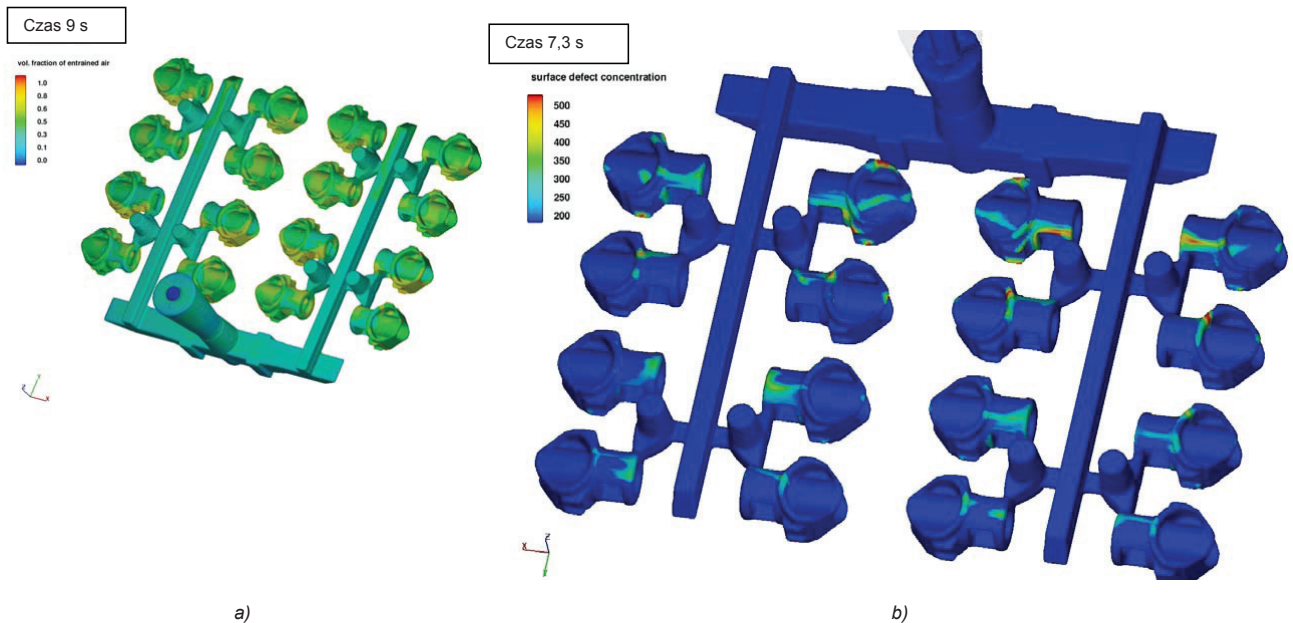 Czas 9 s
vol. fraction of entrained air
1.0
0.8
0.6
0.5
0.3
0.1
0.0
z
Y
X
a)
Czas 7,3 s
surface defect concentration
500
450
400
350
300
250
200
X
Z
Y
b)